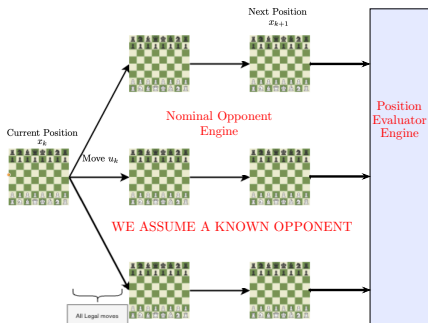 Next Position
x_{k+1}
Nominal Opponent
Engine
Position
Evaluator
Engine
Current Position
x_k
Move u_k
WE ASSUME A KNOWN OPPONENT
All Legal moves